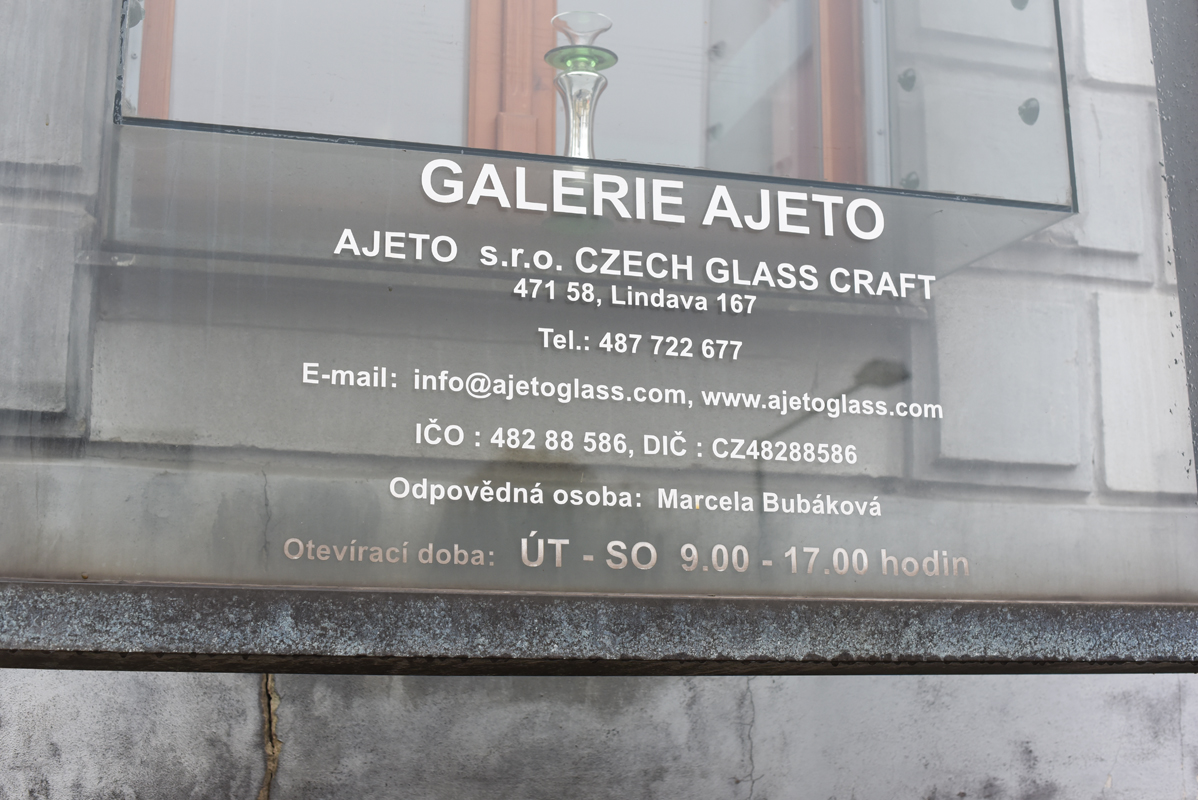 GALERIE AJETO
AJETO s.r.o. CZECH GLASS CRAFT
471 58, Lindava 167
Tel.: 487 722 677
E-mail: info@ajetoglass.com, www.ajetoglass.com
IČO : 482 88 586, DIČ : CZ48288586
Odpovědná osoba: Marcela Bubáková
Otevírací doba: ÚT - SO 9.00 - 17.00 hodin